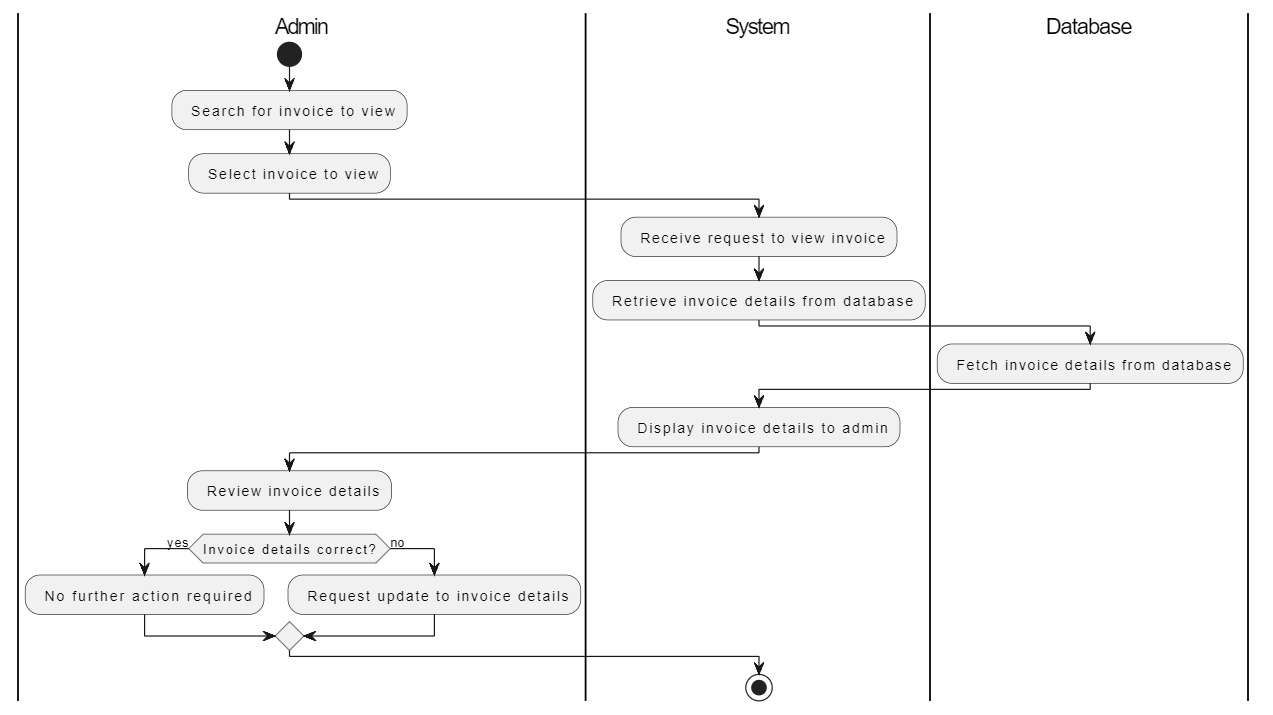 Admin
System
Database
Search for invoice to view
Select invoice to view
Receive request to view invoice
Retrieve invoice details from database
Fetch invoice details from database
Display invoice details to admin
Review invoice details
yes
Invoice details correct?
no
No further action required
Request update to invoice details